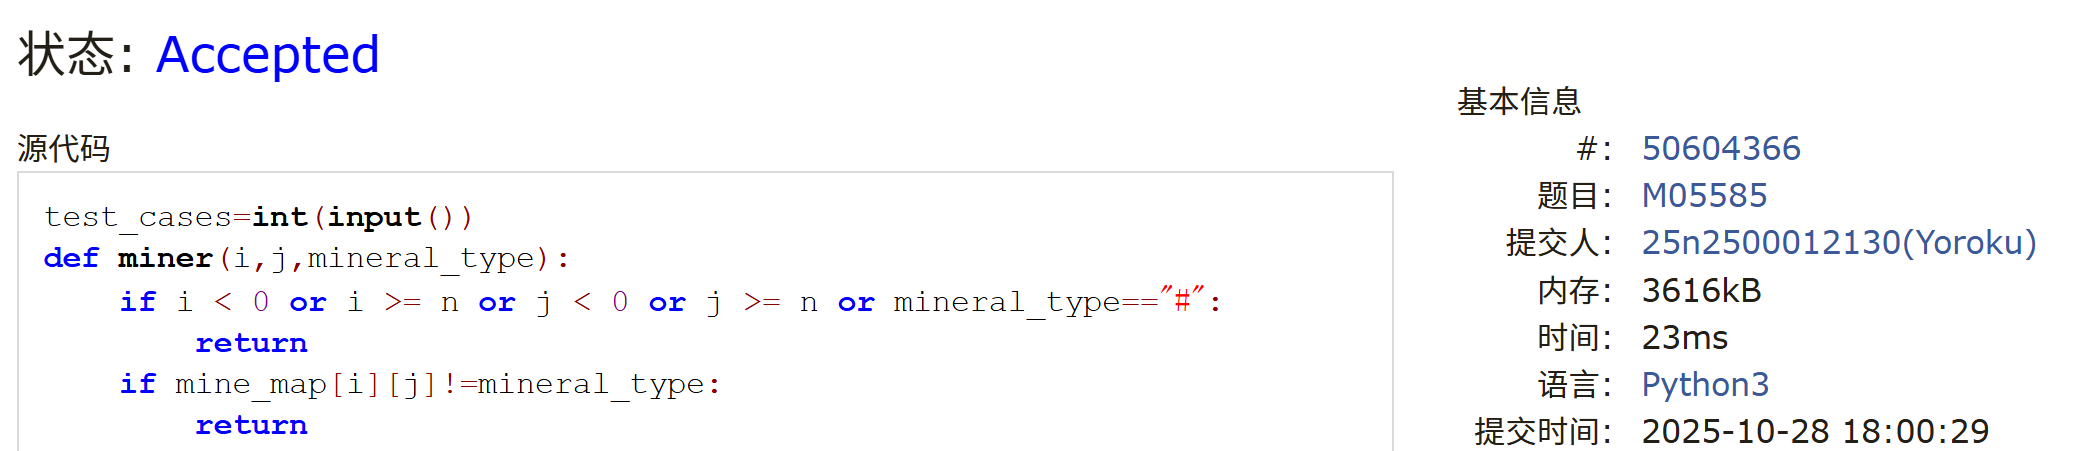 状态: Accepted
源代码
test_cases=int(input())
def miner(i,j,mineral_type):
    if i < 0 or i >= n or j < 0 or j >= n or mineral_type=="#":
        return
    if mine_map[i][j]!=mineral_type:
        return
基本信息
#: 50604366
题目: M05585
提交人: 25n2500012130(Yoroku)
内存: 3616kB
时间: 23ms
语言: Python3
提交时间: 2025-10-28 18:00:29